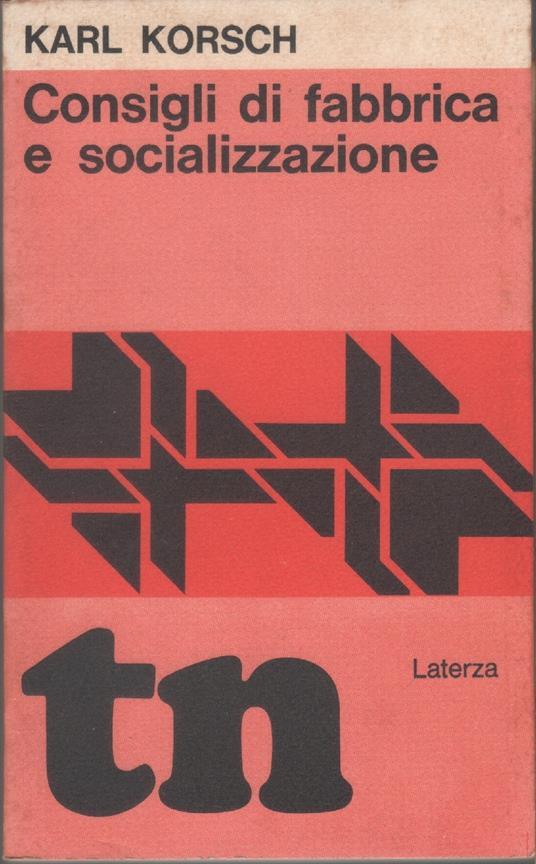 KARL KORSCH
Consigli di fabbrica
e socializzazione
Laterza
tn